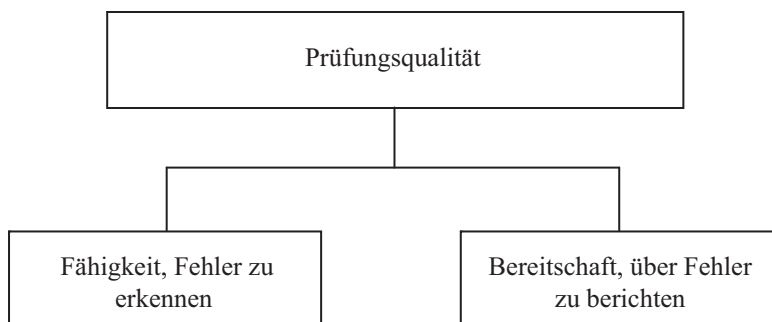 Prüfungsqualität
Fähigkeit, Fehler zu
erkennen
Bereitschaft, über Fehler
zu berichten